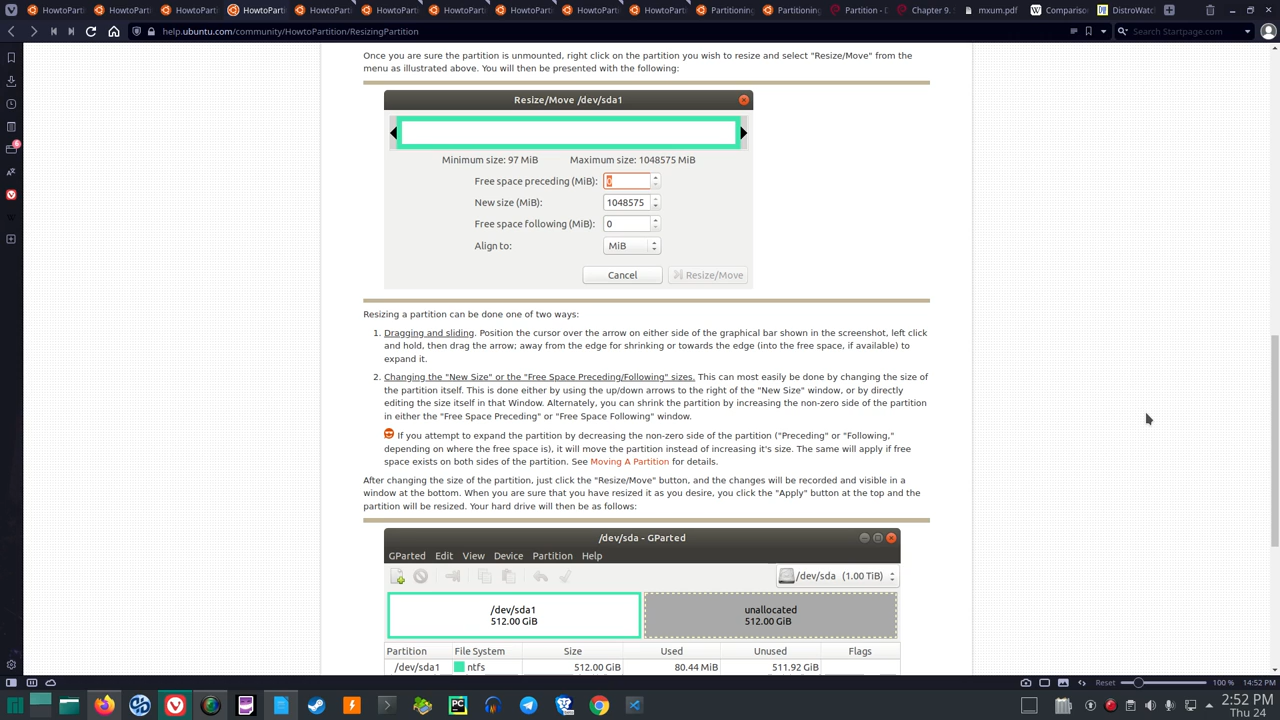 HowtoPart
HowtoPart
HowtoPart
HowtoPart
HowtoPart
HowtoPart
HowtoPart
HowtoPart
HowtoPart
HowtoPart
Partitioning
Partitioning
Partition - D
Chapter 9.
mxum.pdf
Comparison
DistroWatch
help.ubuntu.com/community/HowtoPartition/ResizingPartition
Search Startpage.com
Once you are sure the partition is unmounted, right click on the partition you wish to resize and select "Resize/Move" from the
menu as illustrated above. You will then be presented with the following:
Resize/Move /dev/sda1
Minimum size: 97 MiB Maximum size: 1048575 MiB
Free space preceding (MiB): 0
New size (MiB): 1048575
Free space following (MiB): 0
Align to: MiB
Cancel Resize/Move
Resizing a partition can be done one of two ways:
1. Dragging and sliding. Position the cursor over the arrow on either side of the graphical bar shown in the screenshot, left click
and hold, then drag the arrow; away from the edge for shrinking or towards the edge (into the free space, if available) to
expand it.
2. Changing the "New Size" or the "Free Space Preceding/Following" sizes. This can most easily be done by changing the size of
the partition itself. This is done either by using the up/down arrows to the right of the "New Size" window, or by directly
editing the size itself in that Window. Alternately, you can shrink the partition by increasing the non-zero side of the partition
in either the "Free Space Preceding" or "Free Space Following" window.
If you attempt to expand the partition by decreasing the non-zero side of the partition ("Preceding" or "Following,"
depending on where the free space is), it will move the partition instead of increasing it's size. The same will apply if free
space exists on both sides of the partition. See Moving A Partition for details.
After changing the size of the partition, just click the "Resize/Move" button, and the changes will be recorded and visible in a
window at the bottom. When you are sure that you have resized it as you desire, you click the "Apply" button at the top and the
partition will be resized. Your hard drive will then be as follows:
/dev/sda - GParted
GParted Edit View Device Partition Help
/dev/sda (1.00 TiB)
/dev/sda1
512.00 GiB
unallocated
512.00 GiB
Partition File System Size Used Unused Flags
/dev/sda1 ntfs 512.00 GiB 80.44 MiB 511.92 GiB
Reset 100 % 14:52 PM
2:52 PM
Thu 24